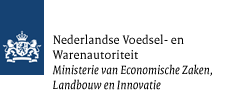 Nederlandse Voedsel- en
Warenautoriteit
Ministerie van Economische Zaken,
Landbouw en Innovatie